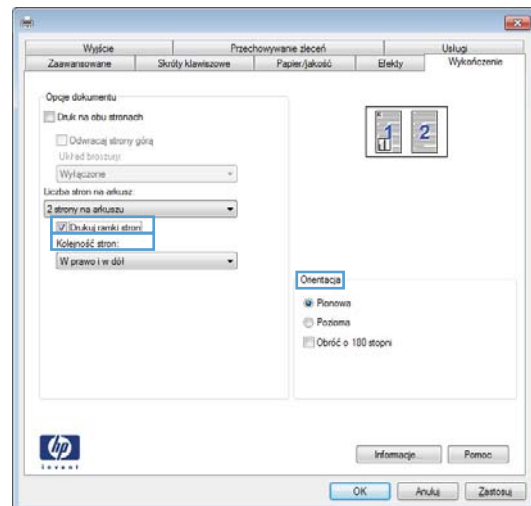 Wyjście Przechowywanie zleceń Usługi
Zaawansowane Skróty klawiszowe Papier/jakość Efekty Wykończenie
Opcje dokumentu
Druk na obu stronach
Odwracaj strony górą
Układ broszury:
Wyłączone
Liczba stron na arkusz:
2 strony na arkuszu
Drukuj ramki stron
Kolejność stron:
W prawo i w dół
1 2
Orientacja
Pionowa
Pozioma
Obróć o 180 stopni
hp
invent
Informacje... Pomoc
OK Anuluj Zastosuj